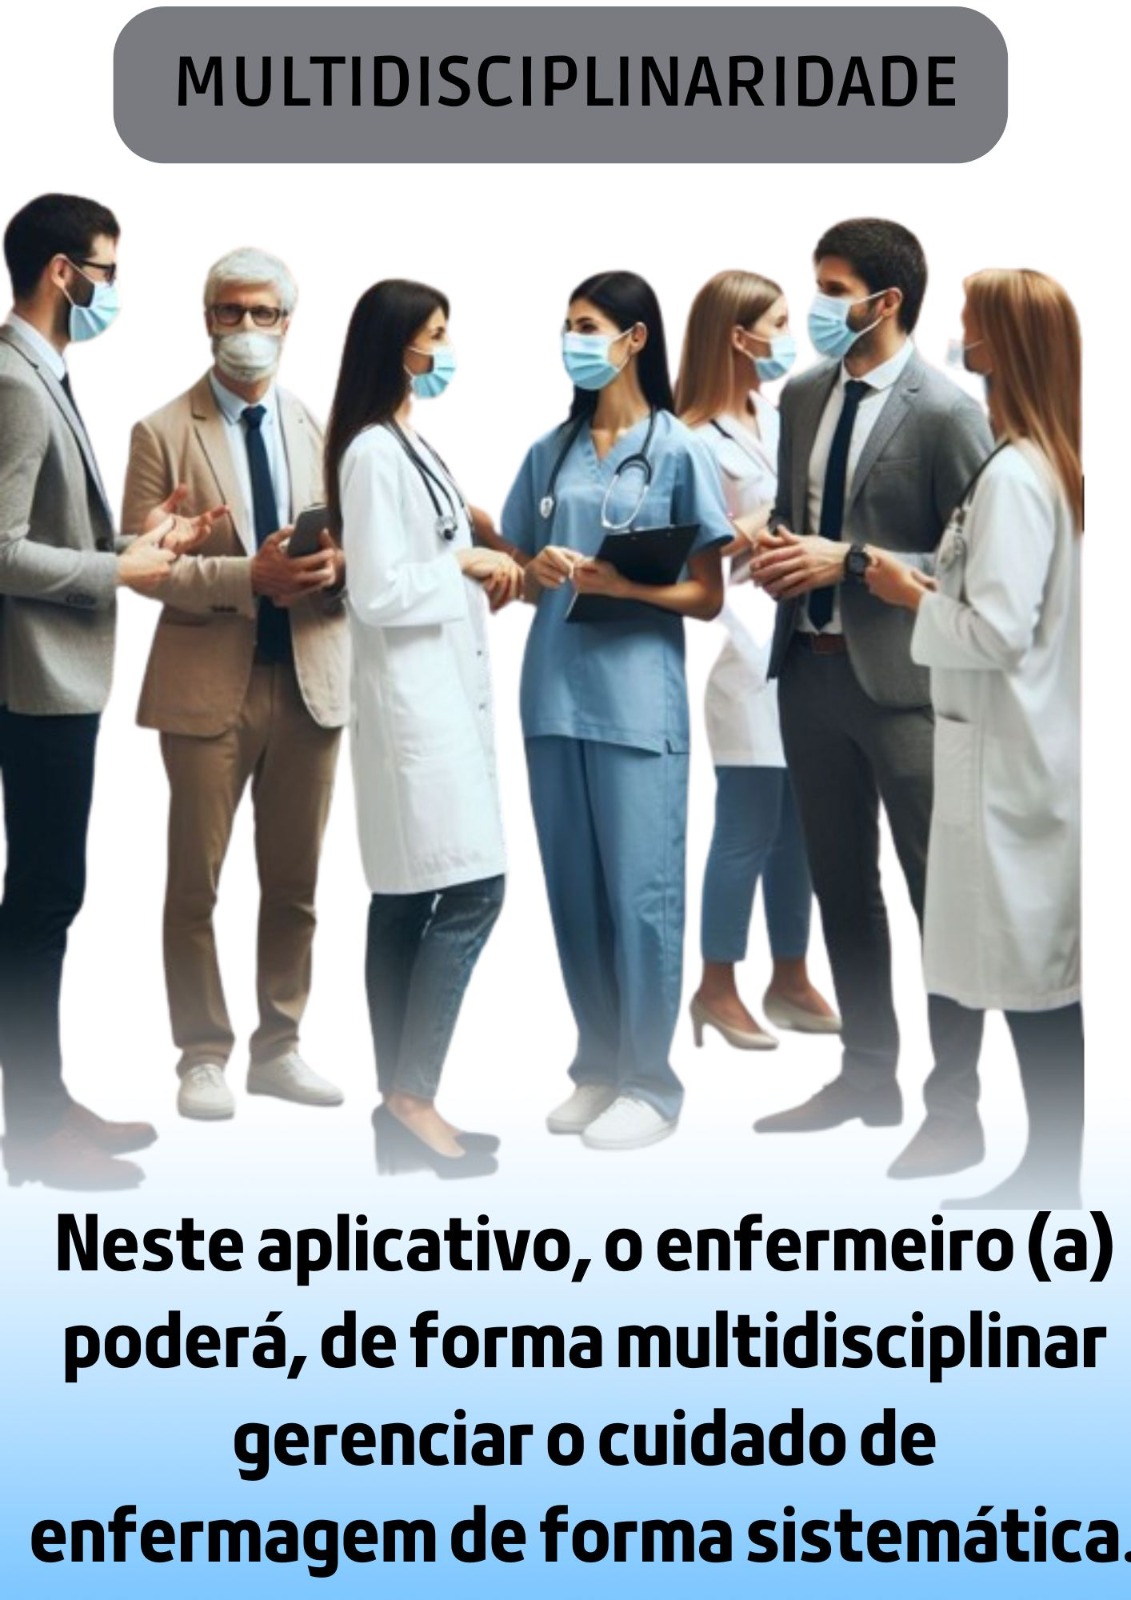 MULTIDISCIPLINARIDADE
Neste aplicativo, o enfermeiro (a)
poderá, de forma multidisciplinar
gerenciar o cuidado de
enfermagem de forma sistemática.